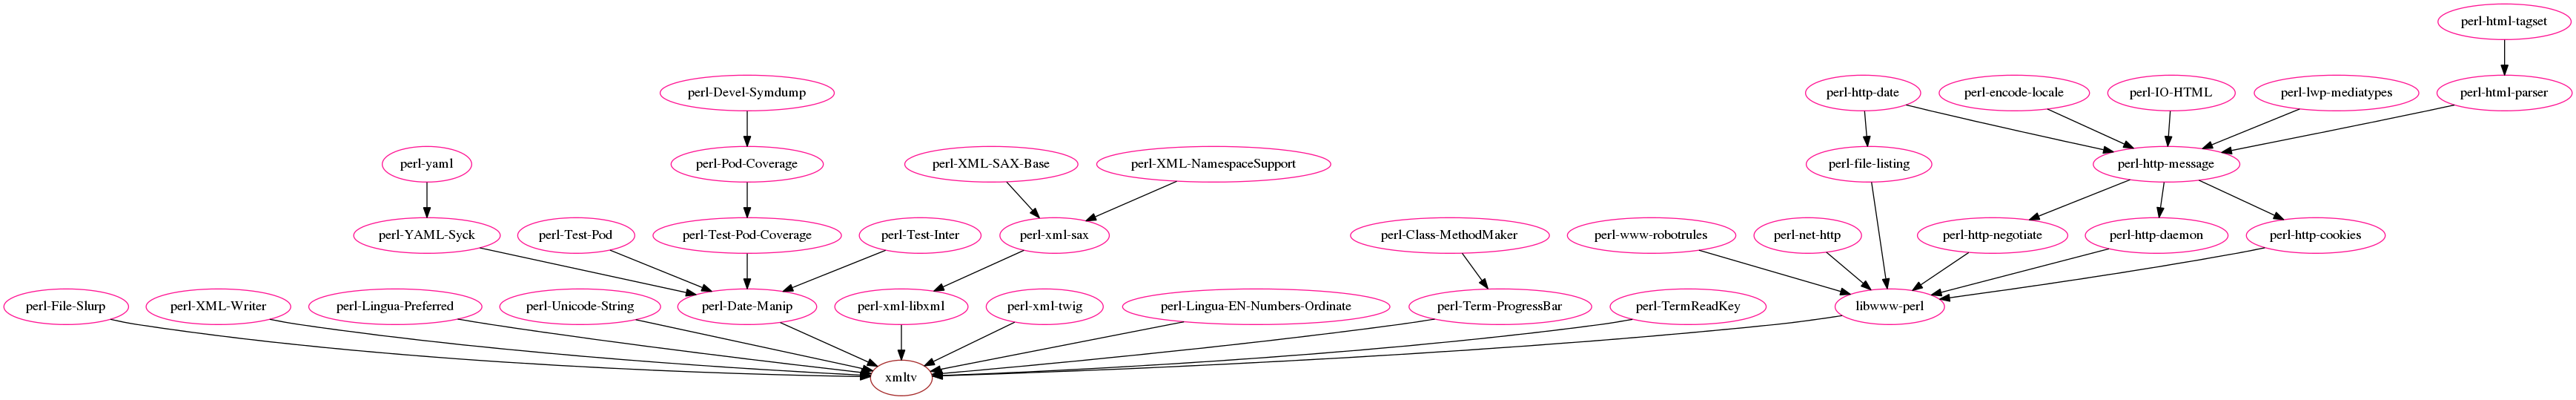 perl-html-tagset
perl-Devel-Symdump
perl-http-date
perl-encode-locale
perl-IO-HTML
perl-lwp-mediatypes
perl-html-parser
perl-yaml
perl-Pod-Coverage
perl-XML-SAX-Base
perl-XML-NamespaceSupport
perl-file-listing
perl-http-message
perl-YAML-Syck
perl-Test-Pod
perl-Test-Pod-Coverage
perl-Test-Inter
perl-xml-sax
perl-Class-MethodMaker
perl-www-robotrules
perl-net-http
perl-http-negotiate
perl-http-daemon
perl-http-cookies
perl-File-Slurp
perl-XML-Writer
perl-Lingua-Preferred
perl-Unicode-String
perl-Date-Manip
perl-xml-libxml
perl-xml-twig
perl-Lingua-EN-Numbers-Ordinate
perl-Term-ProgressBar
perl-TermReadKey
libwww-perl
xmltv